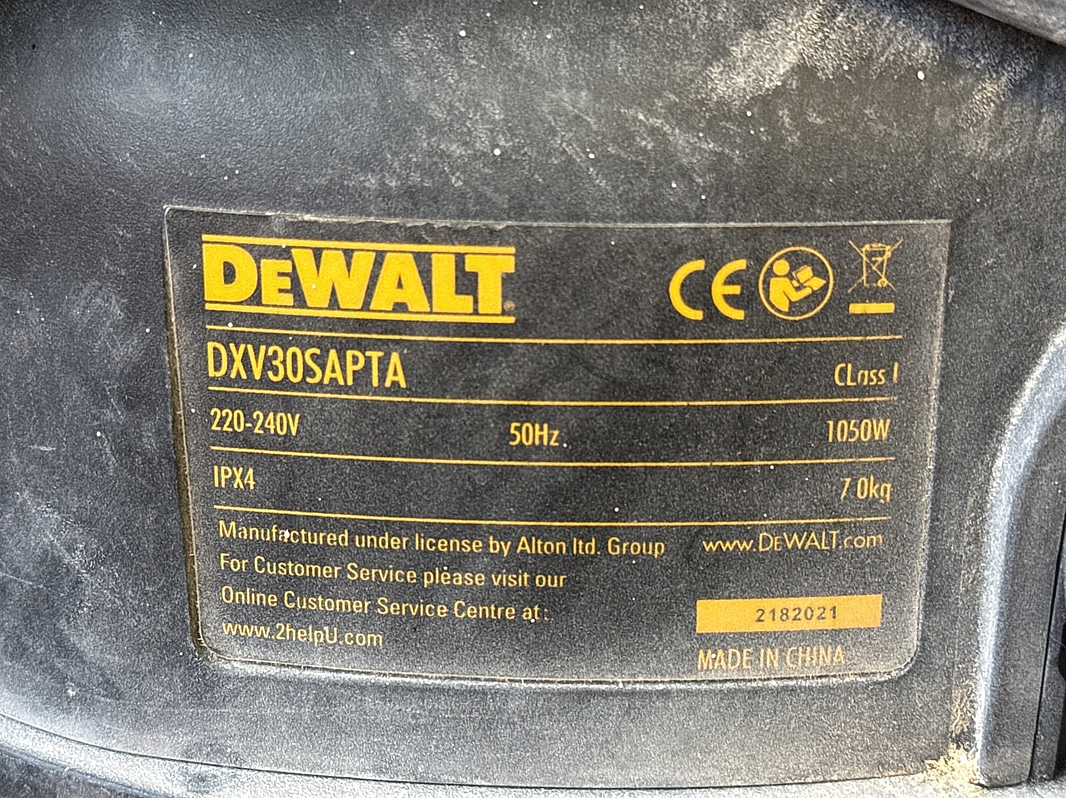 DEWALT
CE
DXV30SAPTA CLass I
220-240V 50Hz. 1050W
IPX4 7.0kg
Manufactured under license by Alton ltd. Group www.DEWALT.com
For Customer Service please visit our
Online Customer Service Centre at:
www.2helpU.com
2182021
MADE IN CHINA